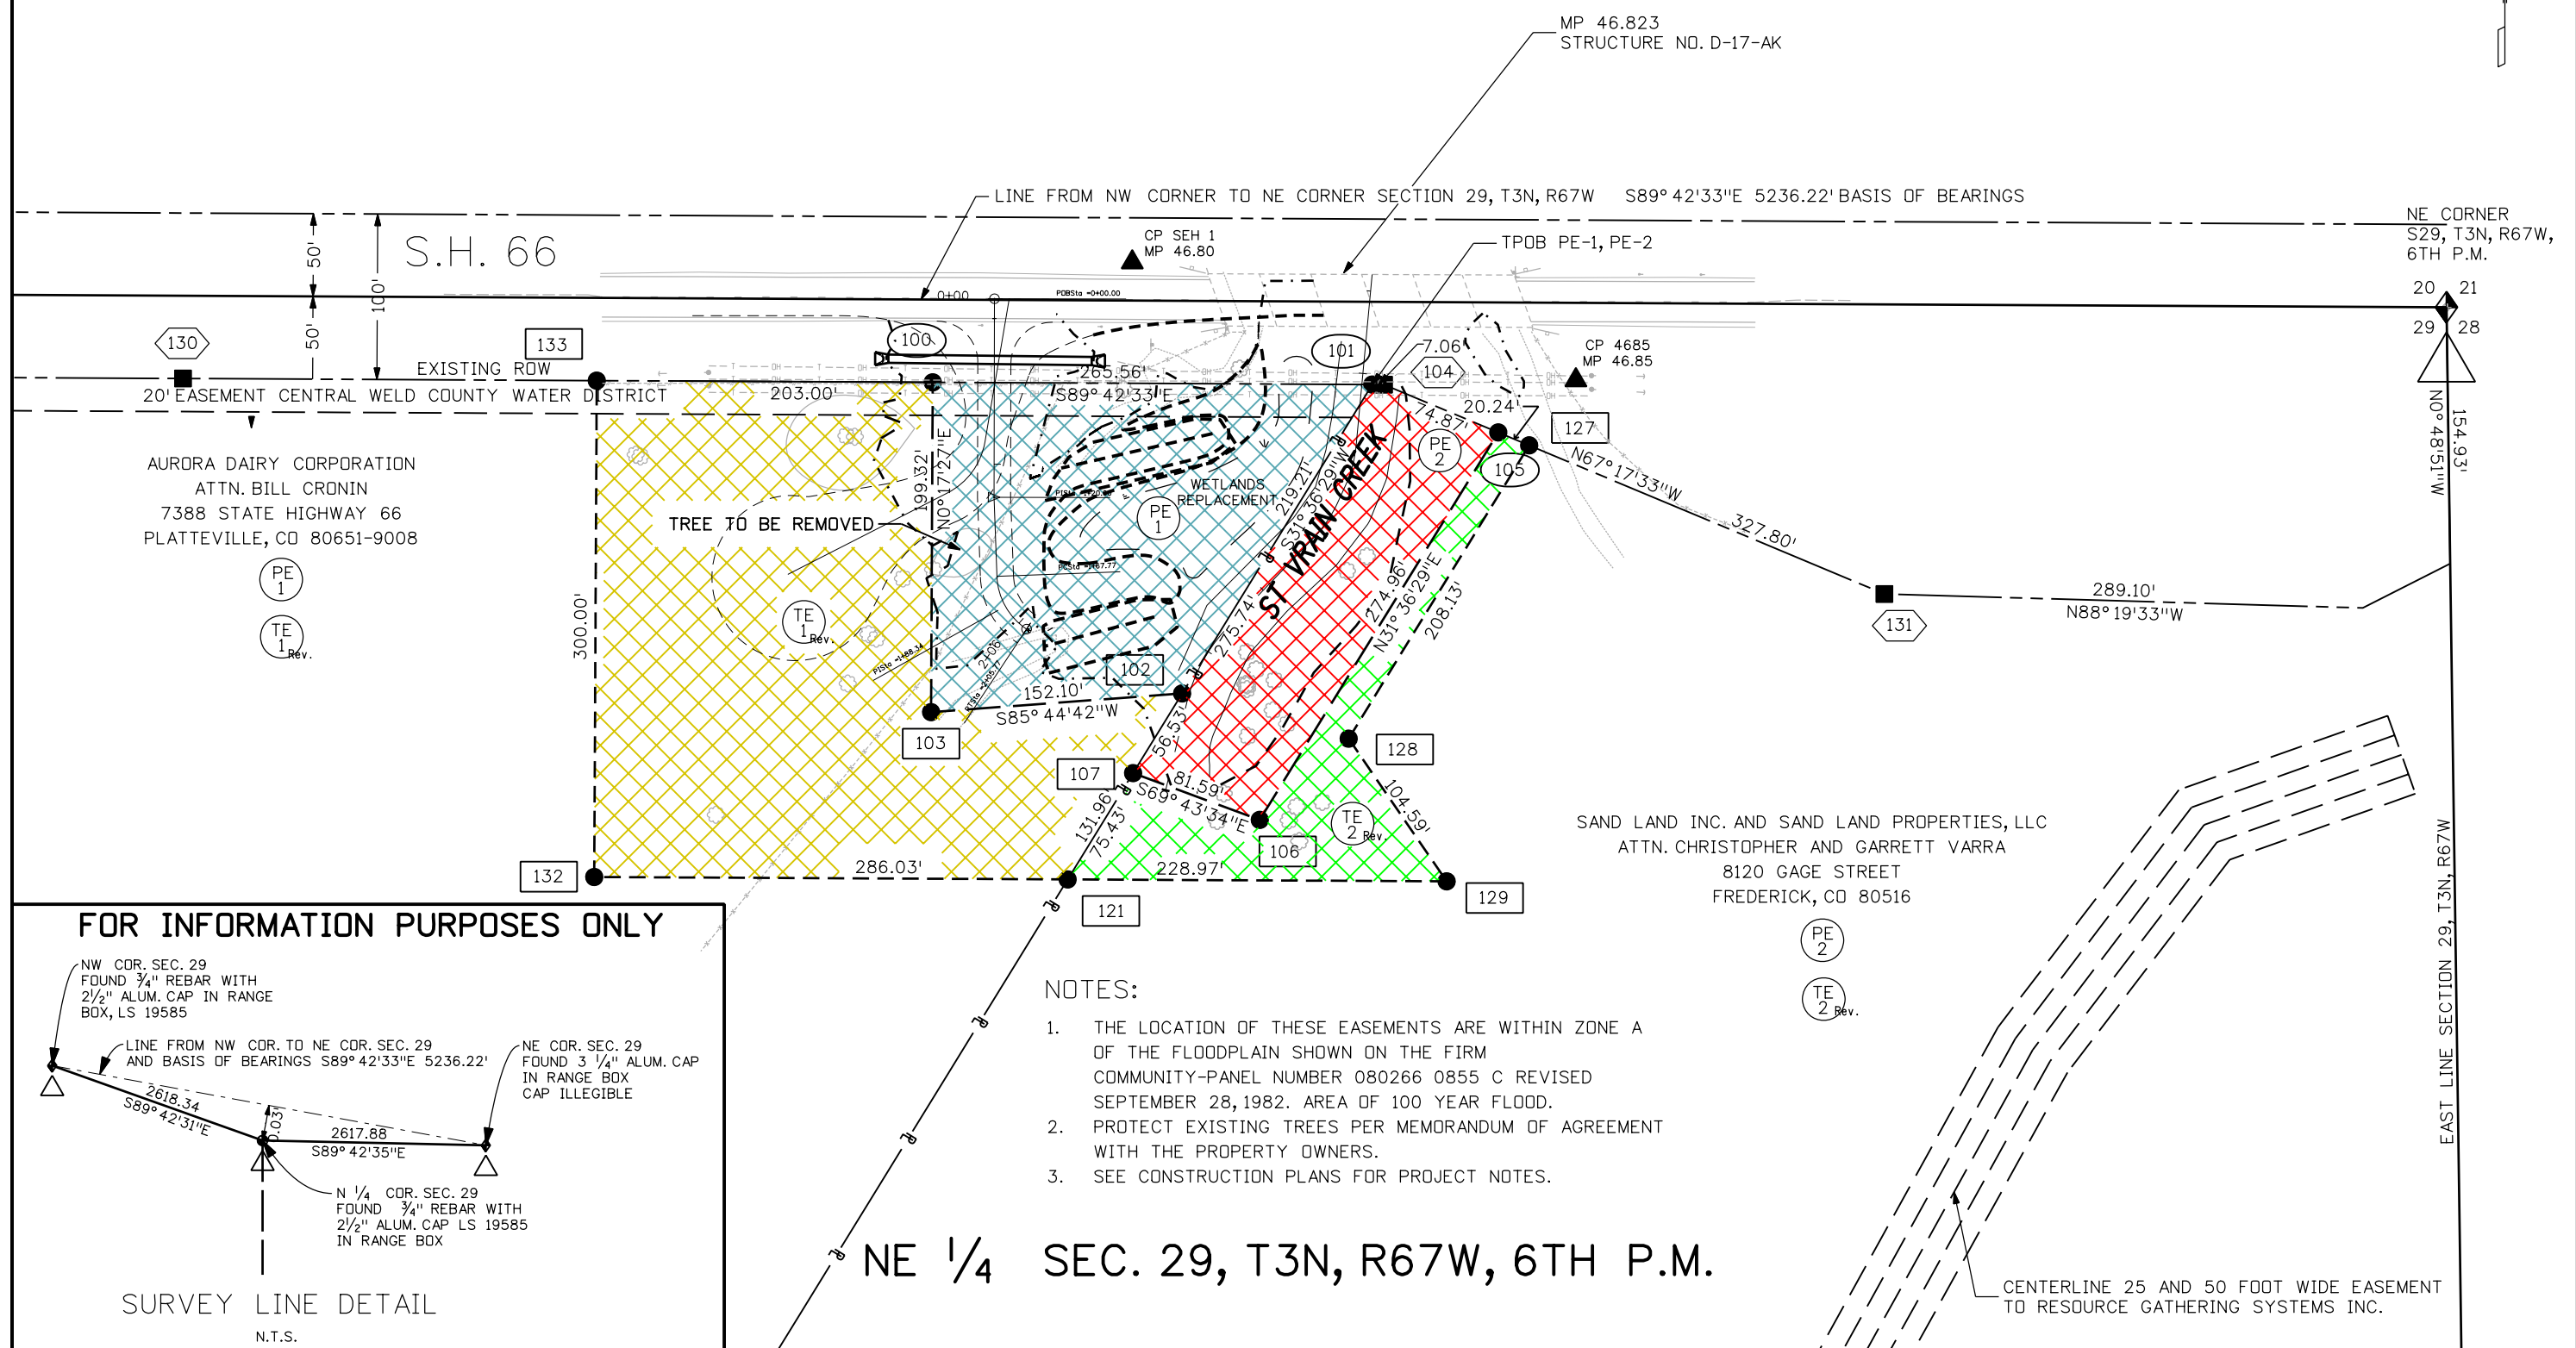 MP 46.823
STRUCTURE NO. D-17-AK
LINE FROM NW CORNER TO NE CORNER SECTION 29, T3N, R67W S89°42'33"E 5236.22' BASIS OF BEARINGS
NE CORNER
S29, T3N, R67W,
6TH P.M.
20 21
29 28
S.H. 66
50'
100'
50'
CP SEH 1
MP 46.80
TPOB PE-1, PE-2
0+00
POBSta =0+00.00
130
133
100
101
7.06'
104
CP 4685
MP 46.85
EXISTING ROW
20' EASEMENT CENTRAL WELD COUNTY WATER DISTRICT
203.00'
265.56'
S89°42'33"E
74.87'
20.24'
127
105
N67°17'33"W
327.80'
N0°48'51"W
154.93'
AURORA DAIRY CORPORATION
ATTN. BILL CRONIN
7388 STATE HIGHWAY 66
PLATTEVILLE, CO 80651-9008
PE
1
TE
1 Rev.
300.00'
TREE TO BE REMOVED
199.32'
N0°17'27"E
WETLANDS
REPLACEMENT
PE
1
PE
2
219.21'
S31°36'29"W
ST VRAIN CREEK
275.74'
274.96'
N31°36'29"E
208.13'
TE
1 Rev.
PCSta =1+67.77
PISta =1+88.34
2+06
102
152.10'
S85°44'42"W
103
107
56.53'
81.59'
S69°43'34"E
131.96'
75.43'
106
TE
2 Rev.
128
104.59'
131
289.10'
N88°19'33"W
132
286.03'
228.97'
121
129
SAND LAND INC. AND SAND LAND PROPERTIES, LLC
ATTN. CHRISTOPHER AND GARRETT VARRA
8120 GAGE STREET
FREDERICK, CO 80516
PE
2
TE
2 Rev.
EAST LINE SECTION 29, T3N, R67W
FOR INFORMATION PURPOSES ONLY
NW COR. SEC. 29
FOUND ¾" REBAR WITH
2½" ALUM. CAP IN RANGE
BOX, LS 19585
LINE FROM NW COR. TO NE COR. SEC. 29
AND BASIS OF BEARINGS S89°42'33"E 5236.22'
NE COR. SEC. 29
FOUND 3 ¼" ALUM. CAP
IN RANGE BOX
CAP ILLEGIBLE
2618.34
S89°42'31"E
0.03'
2617.88
S89°42'35"E
N ¼ COR. SEC. 29
FOUND ¾" REBAR WITH
2½" ALUM. CAP LS 19585
IN RANGE BOX
SURVEY LINE DETAIL
N.T.S.
NOTES:
1. THE LOCATION OF THESE EASEMENTS ARE WITHIN ZONE A
OF THE FLOODPLAIN SHOWN ON THE FIRM
COMMUNITY-PANEL NUMBER 080266 0855 C REVISED
SEPTEMBER 28, 1982. AREA OF 100 YEAR FLOOD.
2. PROTECT EXISTING TREES PER MEMORANDUM OF AGREEMENT
WITH THE PROPERTY OWNERS.
3. SEE CONSTRUCTION PLANS FOR PROJECT NOTES.
NE ¼ SEC. 29, T3N, R67W, 6TH P.M.
CENTERLINE 25 AND 50 FOOT WIDE EASEMENT
TO RESOURCE GATHERING SYSTEMS INC.